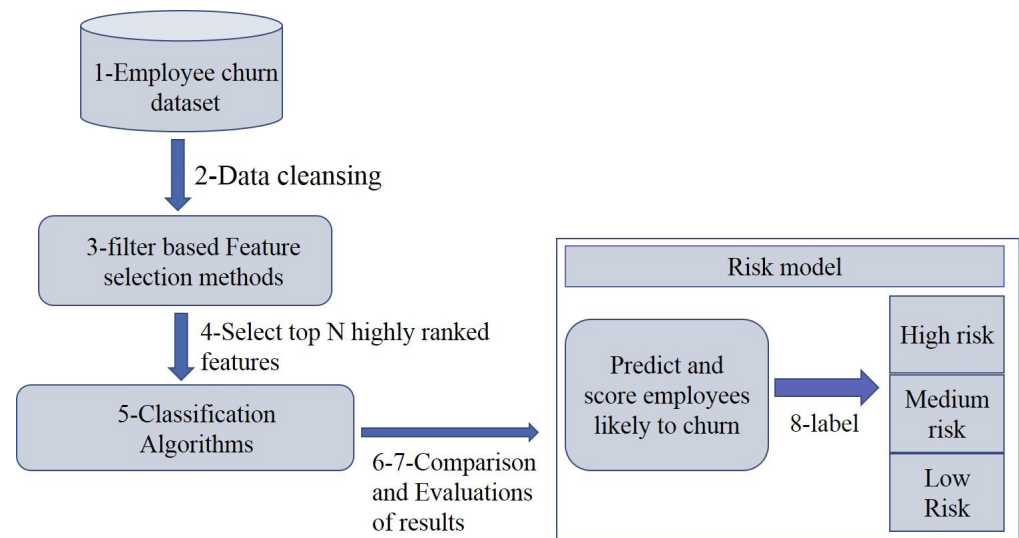 1-Employee churn
dataset
2-Data cleansing
3-filter based Feature
selection methods
4-Select top N highly ranked
features
5-Classification
Algorithms
6-7-Comparison
and Evaluations
of results
Risk model
Predict and
score employees
likely to churn
8-label
High risk
Medium
risk
Low
Risk